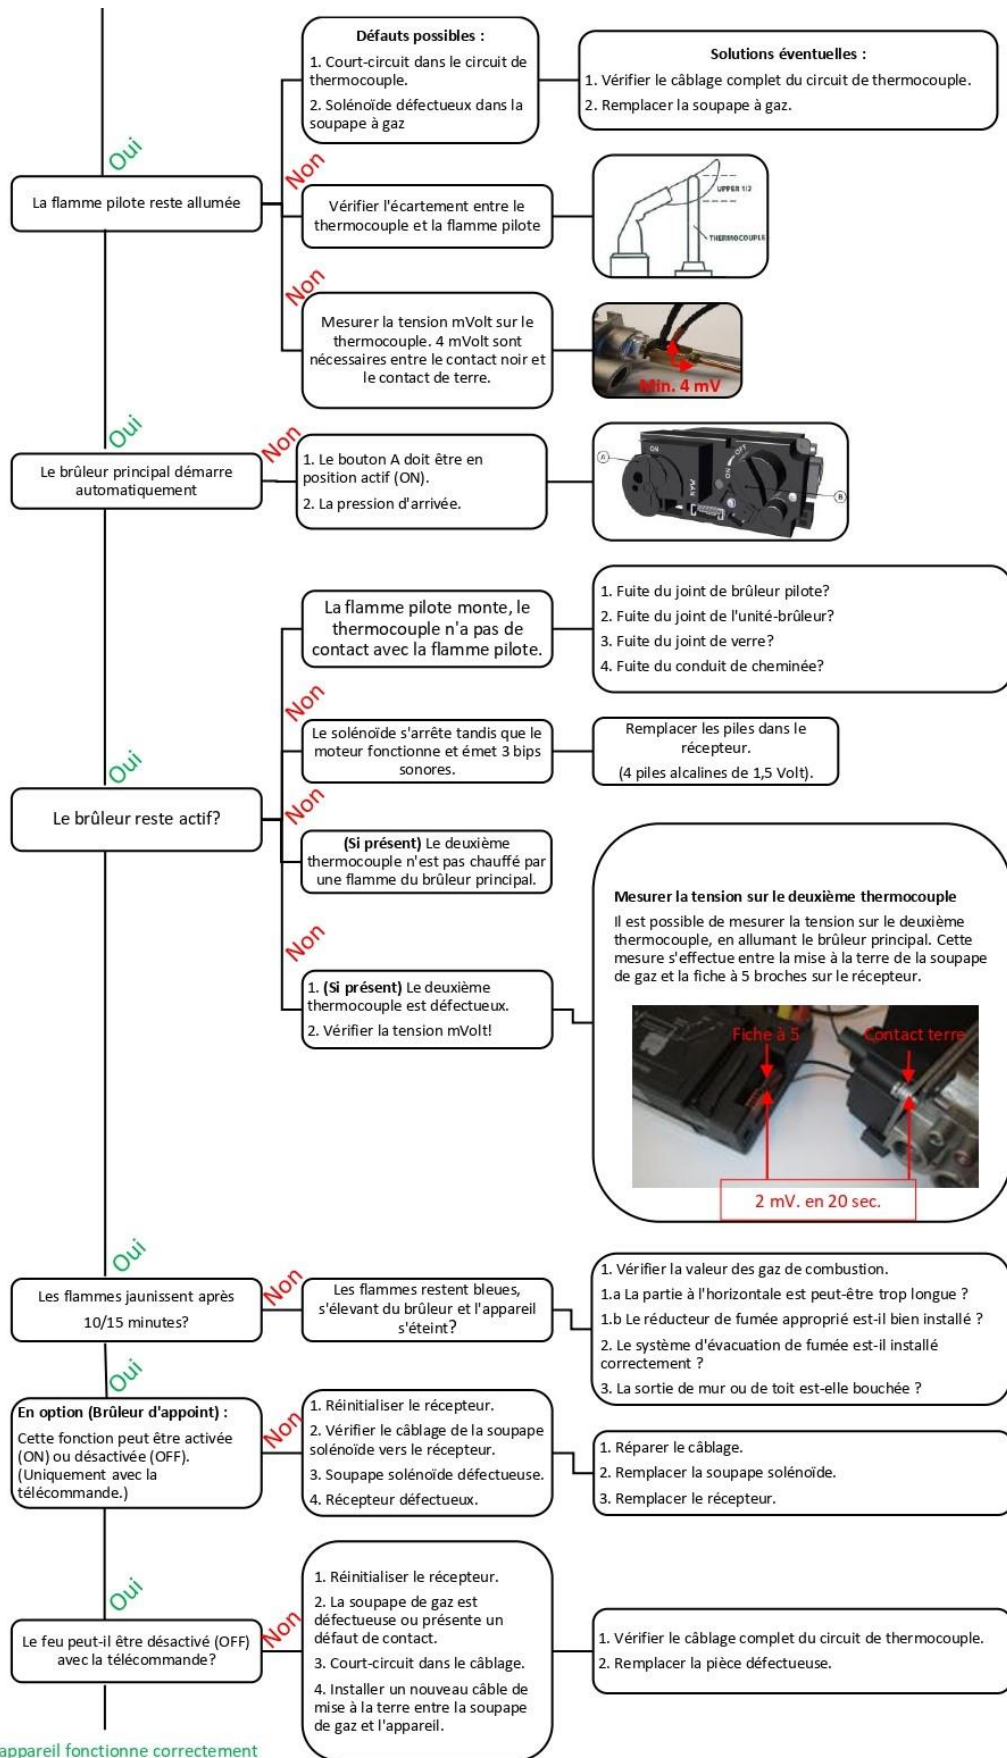 Défauts possibles :
1. Court-circuit dans le circuit de
thermocouple.
2. Solénoïde défectueux dans la
soupape à gaz
Solutions éventuelles :
1. Vérifier le câblage complet du circuit de thermocouple.
2. Remplacer la soupape à gaz.
Oui
Non
La flamme pilote reste allumée
Vérifier l'écartement entre le
thermocouple et la flamme pilote
UPPER 1/2
THERMOCOUPLE
Non
Mesurer la tension mVolt sur le
thermocouple. 4 mVolt sont
nécessaires entre le contact noir et
le contact de terre.
Min. 4 mV
Oui
Non
Le brûleur principal démarre
automatiquement
1. Le bouton A doit être en
position actif (ON).
2. La pression d'arrivée.
A
ON
MAN
ON
OFF
B
La flamme pilote monte, le
thermocouple n'a pas de
contact avec la flamme pilote.
1. Fuite du joint de brûleur pilote?
2. Fuite du joint de l'unité-brûleur?
3. Fuite du joint de verre?
4. Fuite du conduit de cheminée?
Non
Le solénoïde s'arrête tandis que le
moteur fonctionne et émet 3 bips
sonores.
Remplacer les piles dans le
récepteur.
(4 piles alcalines de 1,5 Volt).
Oui
Non
Le brûleur reste actif?
(Si présent) Le deuxième
thermocouple n'est pas chauffé par
une flamme du brûleur principal.
Non
1. (Si présent) Le deuxième
thermocouple est défectueux.
2. Vérifier la tension mVolt!
Mesurer la tension sur le deuxième thermocouple
Il est possible de mesurer la tension sur le deuxième
thermocouple, en allumant le brûleur principal. Cette
mesure s'effectue entre la mise à la terre de la soupape
de gaz et la fiche à 5 broches sur le récepteur.
Fiche à 5
Contact terre
2 mV. en 20 sec.
Oui
Non
Les flammes jaunissent après
10/15 minutes?
Les flammes restent bleues,
s'élevant du brûleur et l'appareil
s'éteint?
1. Vérifier la valeur des gaz de combustion.
1.a La partie à l'horizontale est peut-être trop longue ?
1.b Le réducteur de fumée approprié est-il bien installé ?
2. Le système d'évacuation de fumée est-il installé
correctement ?
3. La sortie de mur ou de toit est-elle bouchée ?
Oui
Non
En option (Brûleur d'appoint) :
Cette fonction peut être activée
(ON) ou désactivée (OFF).
(Uniquement avec la
télécommande.)
1. Réinitialiser le récepteur.
2. Vérifier le câblage de la soupape
solénoïde vers le récepteur.
3. Soupape solénoïde défectueuse.
4. Récepteur défectueux.
1. Réparer le câblage.
2. Remplacer la soupape solénoïde.
3. Remplacer le récepteur.
Oui
Non
Le feu peut-il être désactivé (OFF)
avec la télécommande?
1. Réinitialiser le récepteur.
2. La soupape de gaz est
défectueuse ou présente un
défaut de contact.
3. Court-circuit dans le câblage.
4. Installer un nouveau câble de
mise à la terre entre la soupape
de gaz et l'appareil.
1. Vérifier le câblage complet du circuit de thermocouple.
2. Remplacer la pièce défectueuse.
appareil fonctionne correctement